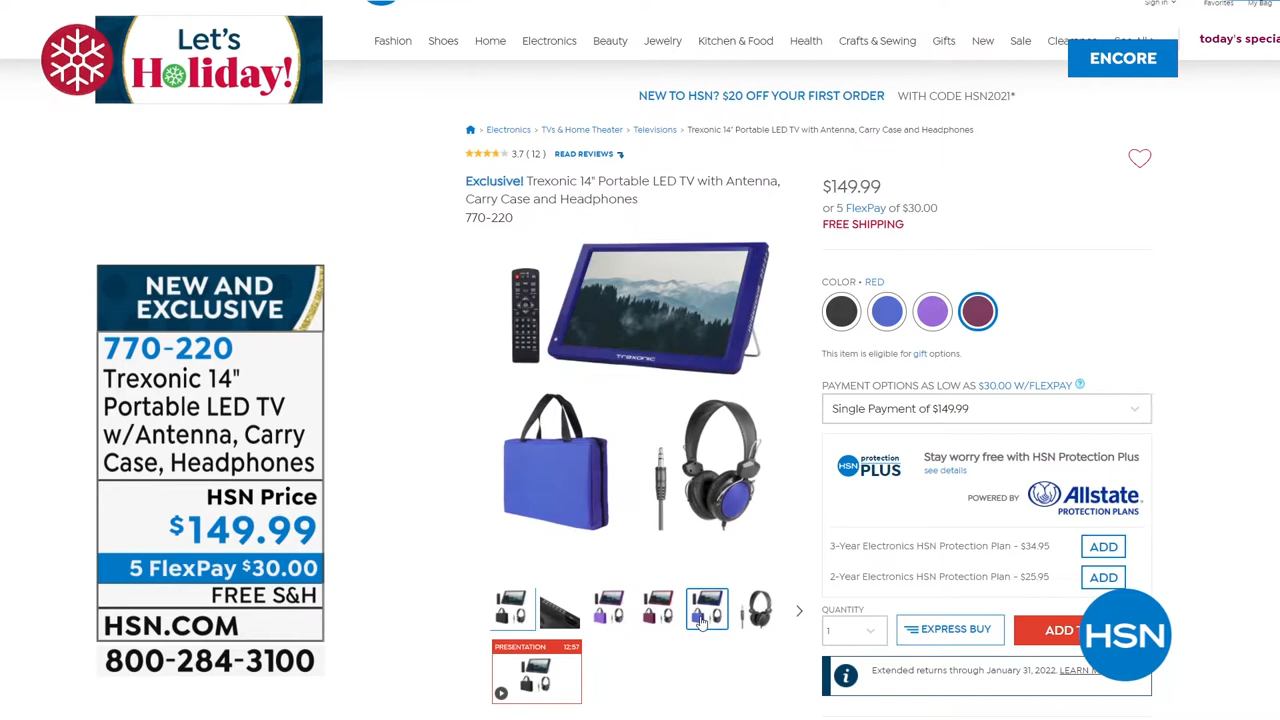 Let's
Holiday!
Sign in
Favorites
My Bag
Fashion
Shoes
Home
Electronics
Beauty
Jewelry
Kitchen & Food
Health
Crafts & Sewing
Gifts
New
Sale
today's specia
ENCORE
NEW TO HSN? $20 OFF YOUR FIRST ORDER WITH CODE HSN2021*
> Electronics > TVs & Home Theater > Televisions > Trexonic 14" Portable LED TV with Antenna, Carry Case and Headphones
3.7 ( 12 ) READ REVIEWS
Exclusive! Trexonic 14" Portable LED TV with Antenna,
Carry Case and Headphones
770-220
TREXONIC
$149.99
or 5 FlexPay of $30.00
FREE SHIPPING
COLOR • RED
This item is eligible for gift options.
PAYMENT OPTIONS AS LOW AS $30.00 W/FLEXPAY ?
Single Payment of $149.99
HSN protection PLUS
Stay worry free with HSN Protection Plus
see details
POWERED BY Allstate.
PROTECTION PLANS
3-Year Electronics HSN Protection Plan - $34.95 ADD
2-Year Electronics HSN Protection Plan - $25.95 ADD
QUANTITY
1
EXPRESS BUY
ADD T
HSN
i
Extended returns through January 31, 2022. LEARN
PRESENTATION 12:57
NEW AND
EXCLUSIVE
770-220
Trexonic 14"
Portable LED TV
w/Antenna, Carry
Case, Headphones
HSN Price
$149.99
5 FlexPay $30.00
FREE S&H
HSN.COM
800-284-3100